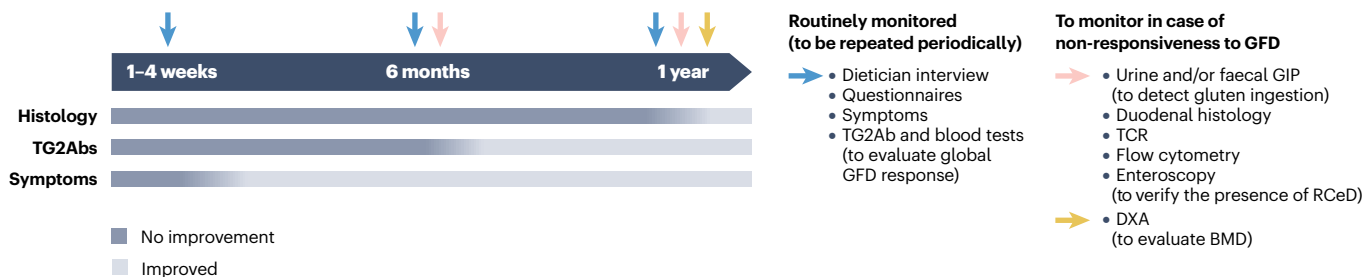 1–4 weeks
6 months
1 year
Histology
TG2Abs
Symptoms
No improvement
Improved
Routinely monitored
(to be repeated periodically)
• Dietician interview
• Questionnaires
• Symptoms
• TG2Ab and blood tests
(to evaluate global
GFD response)
To monitor in case of
non-responsiveness to GFD
• Urine and/or faecal GIP
(to detect gluten ingestion)
• Duodenal histology
• TCR
• Flow cytometry
• Enteroscopy
(to verify the presence of RCeD)
• DXA
(to evaluate BMD)